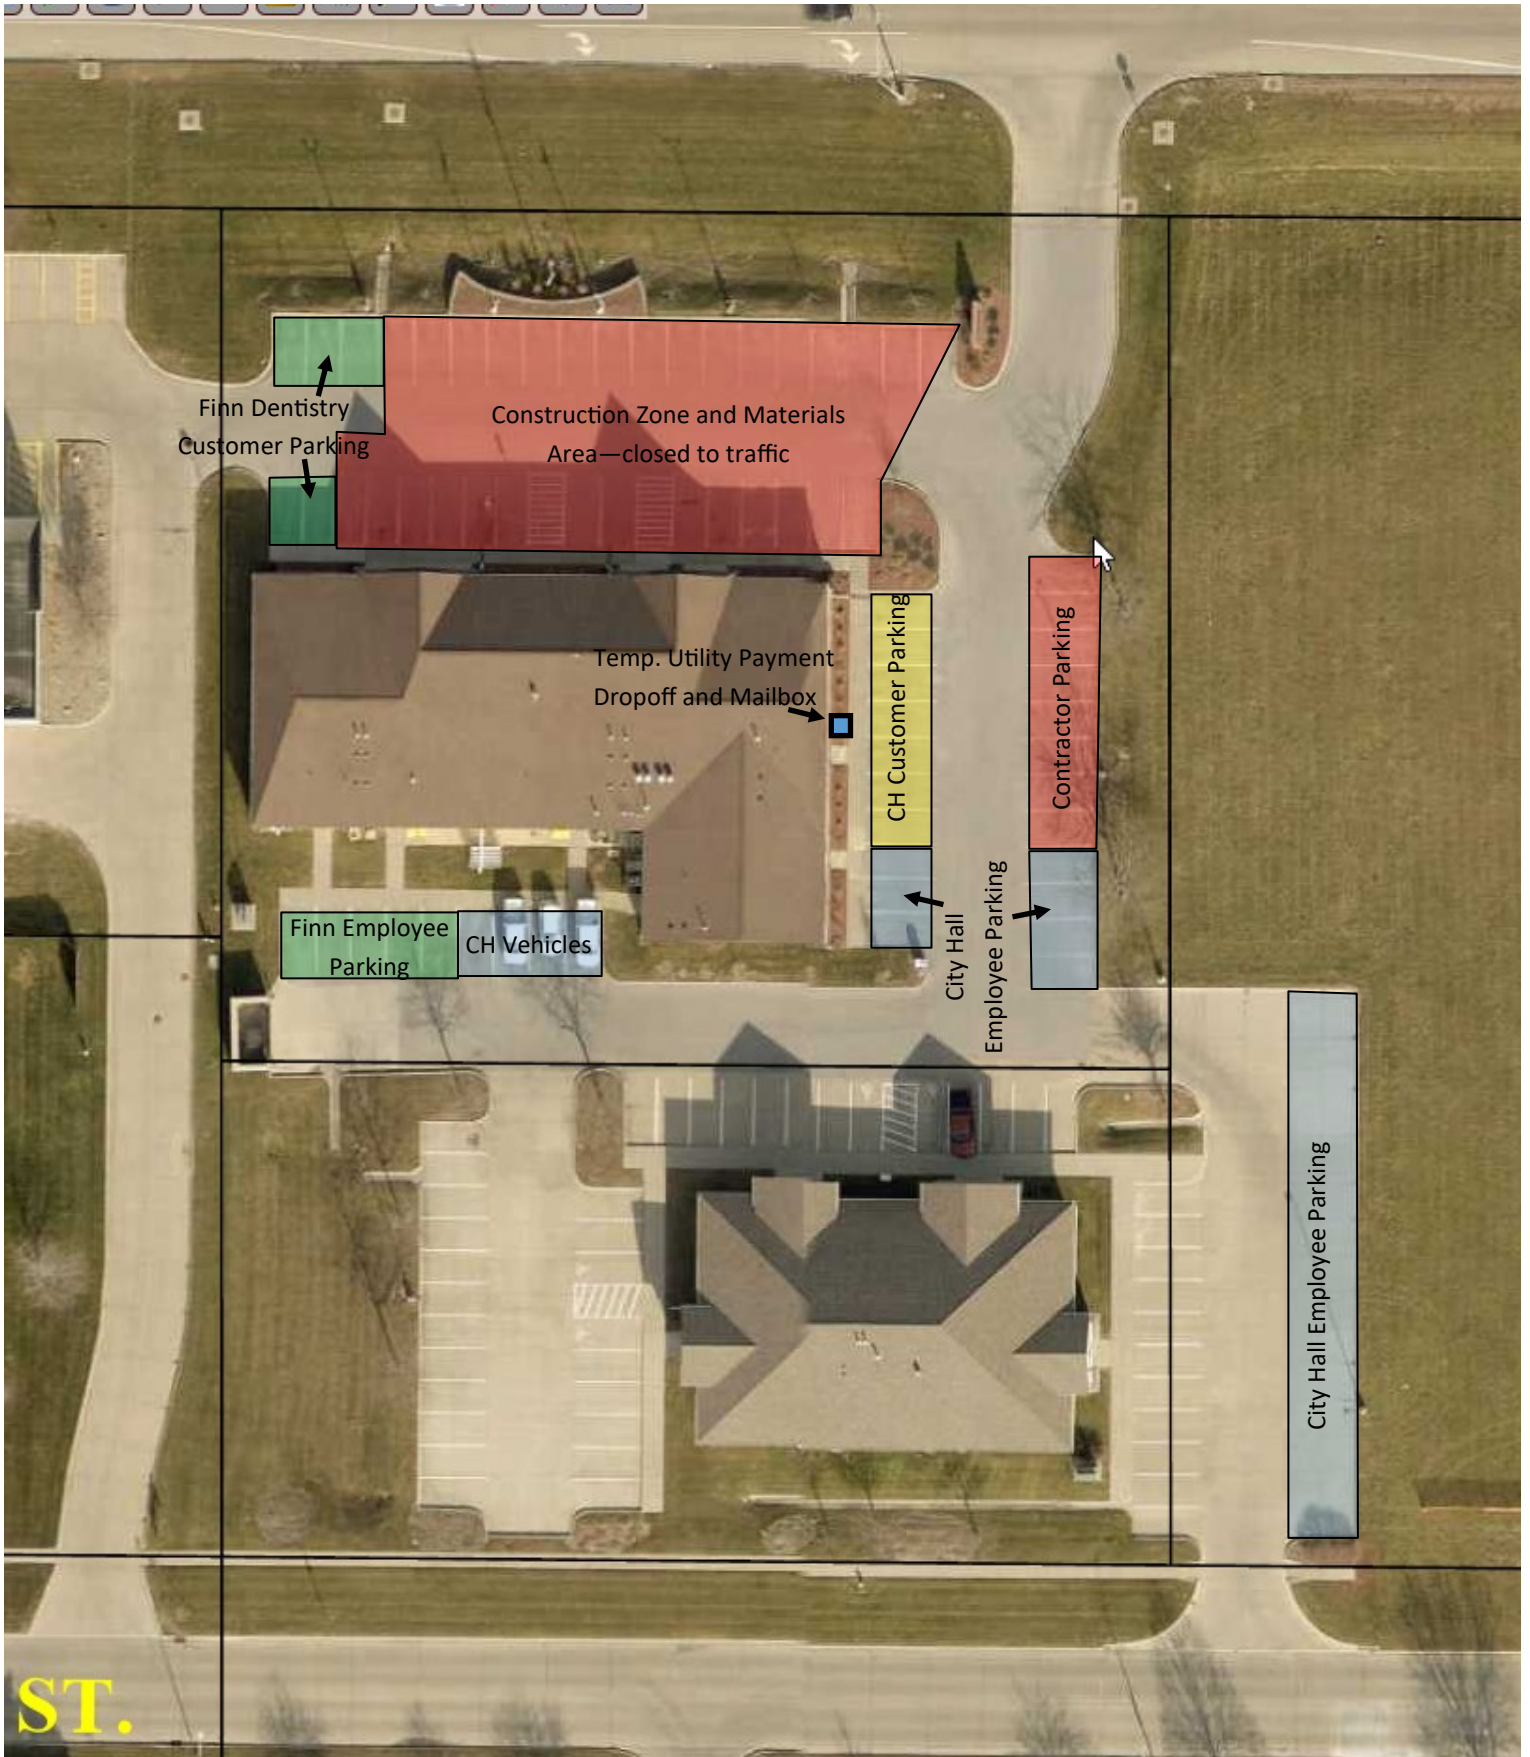 Finn Dentistry
Customer Parking
Construction Zone and Materials
Area—closed to traffic
Temp. Utility Payment
Dropoff and Mailbox
CH Customer Parking
Contractor Parking
Finn Employee
Parking
CH Vehicles
City Hall
Employee Parking
City Hall Employee Parking
ST.